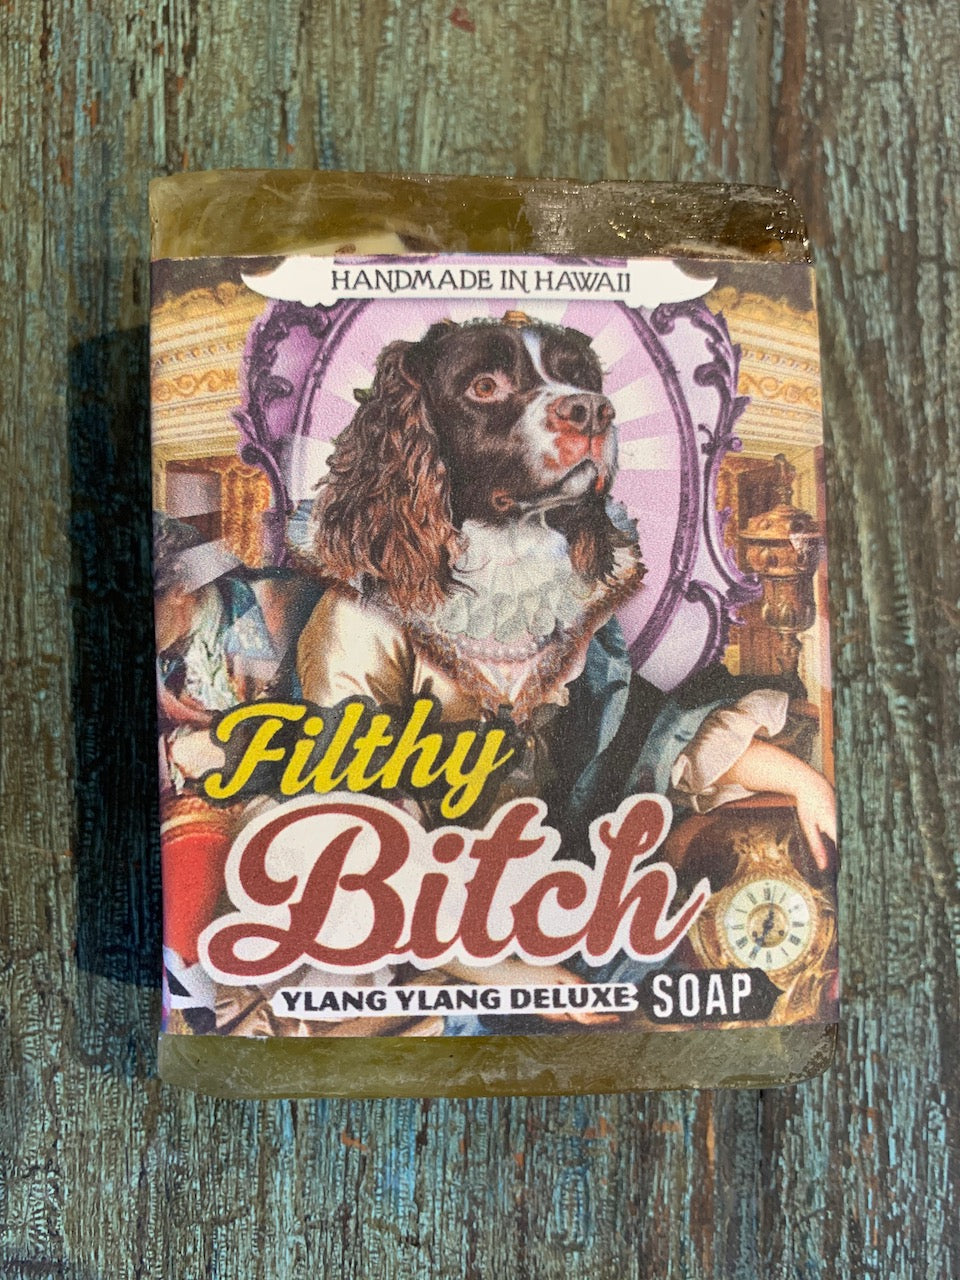 HANDMADE IN HAWAII
Filthy
Bitch
YLANG YLANG DELUXE SOAP